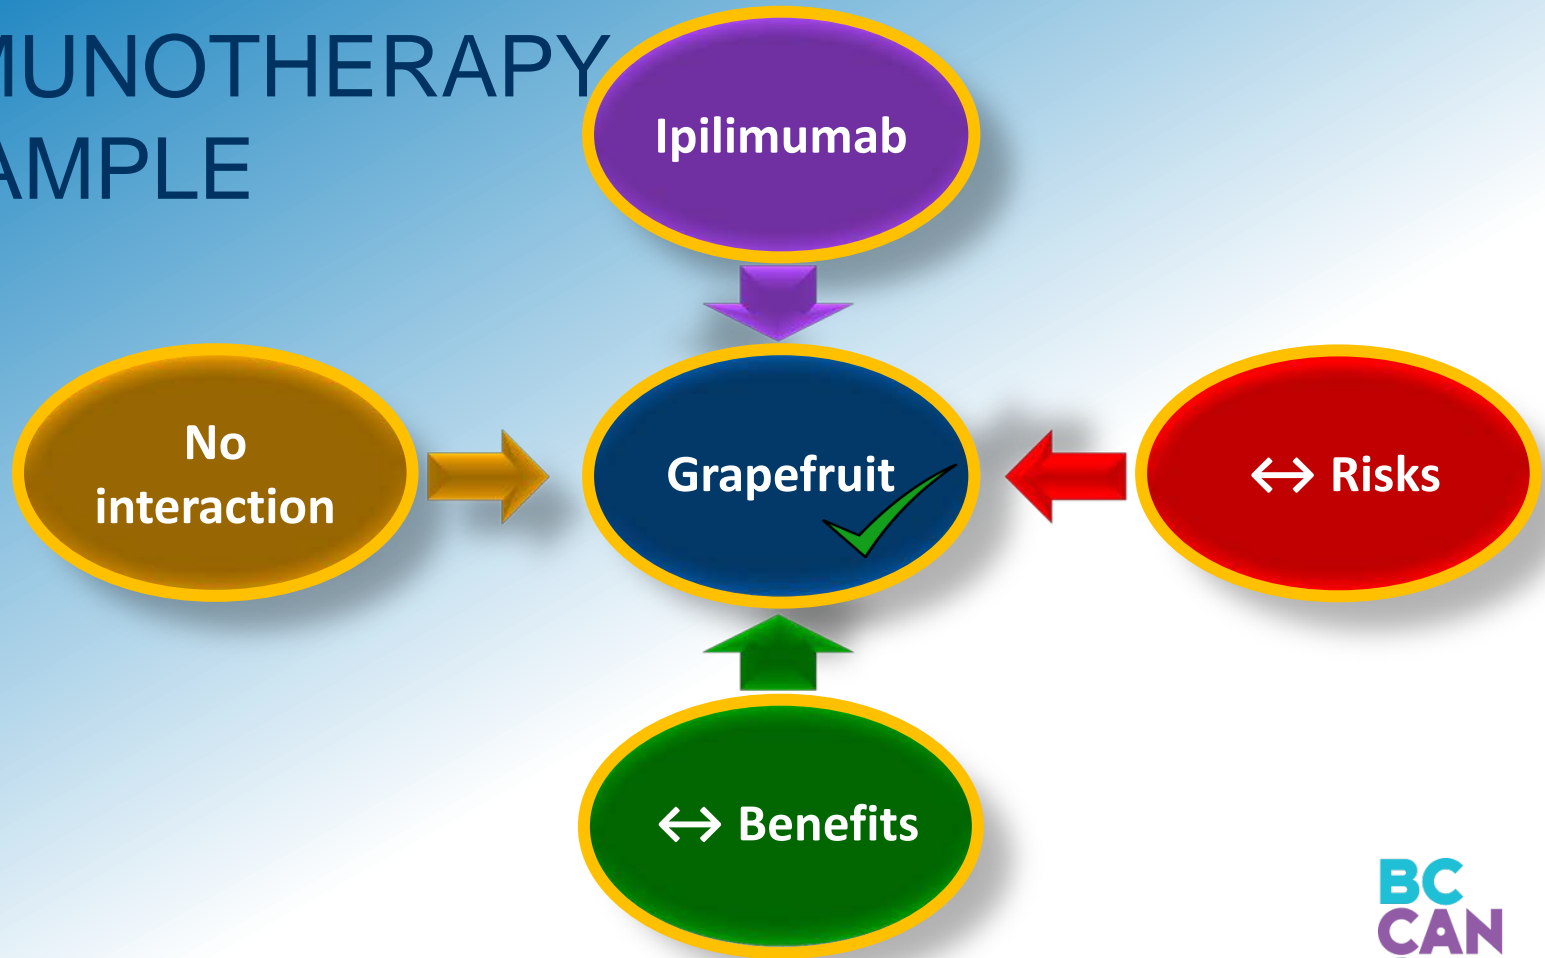 MUNOTHERAPY
AMPLE
Ipilimumab
No
interaction
Grapefruit
↔ Risks
↔ Benefits
BC
CAN